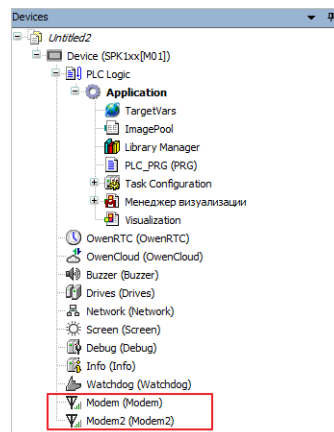 Devices
Untitled2
Device (SPK1xx[M01])
PLC Logic
Application
TargetVars
ImagePool
Library Manager
PLC_PRG (PRG)
Task Configuration
Менеджер визуализации
Visualization
OwenRTC (OwenRTC)
OwenCloud (OwenCloud)
Buzzer (Buzzer)
Drives (Drives)
Network (Network)
Screen (Screen)
Debug (Debug)
Info (Info)
Watchdog (Watchdog)
Modem (Modem)
Modem2 (Modem2)